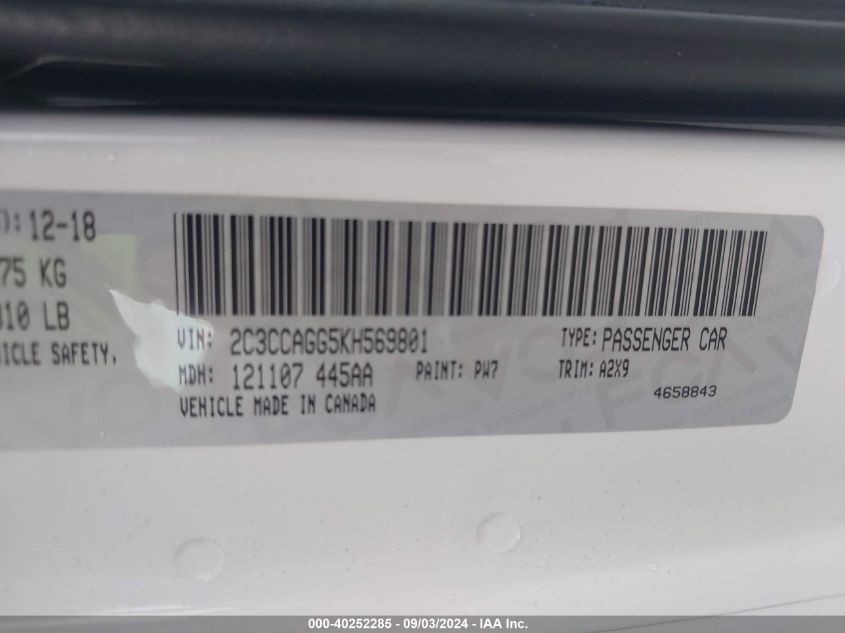 ): 12-18
75 KG
010 LB
ICLE SAFETY.
VIN: 2C3CCAGG5KH569801
TYPE: PASSENGER CAR
MDH: 121107 445AA
PAINT: PW7
TRIM: A2X9
VEHICLE MADE IN CANADA
4658843
000-40252285 - 09/03/2024 - IAA Inc.